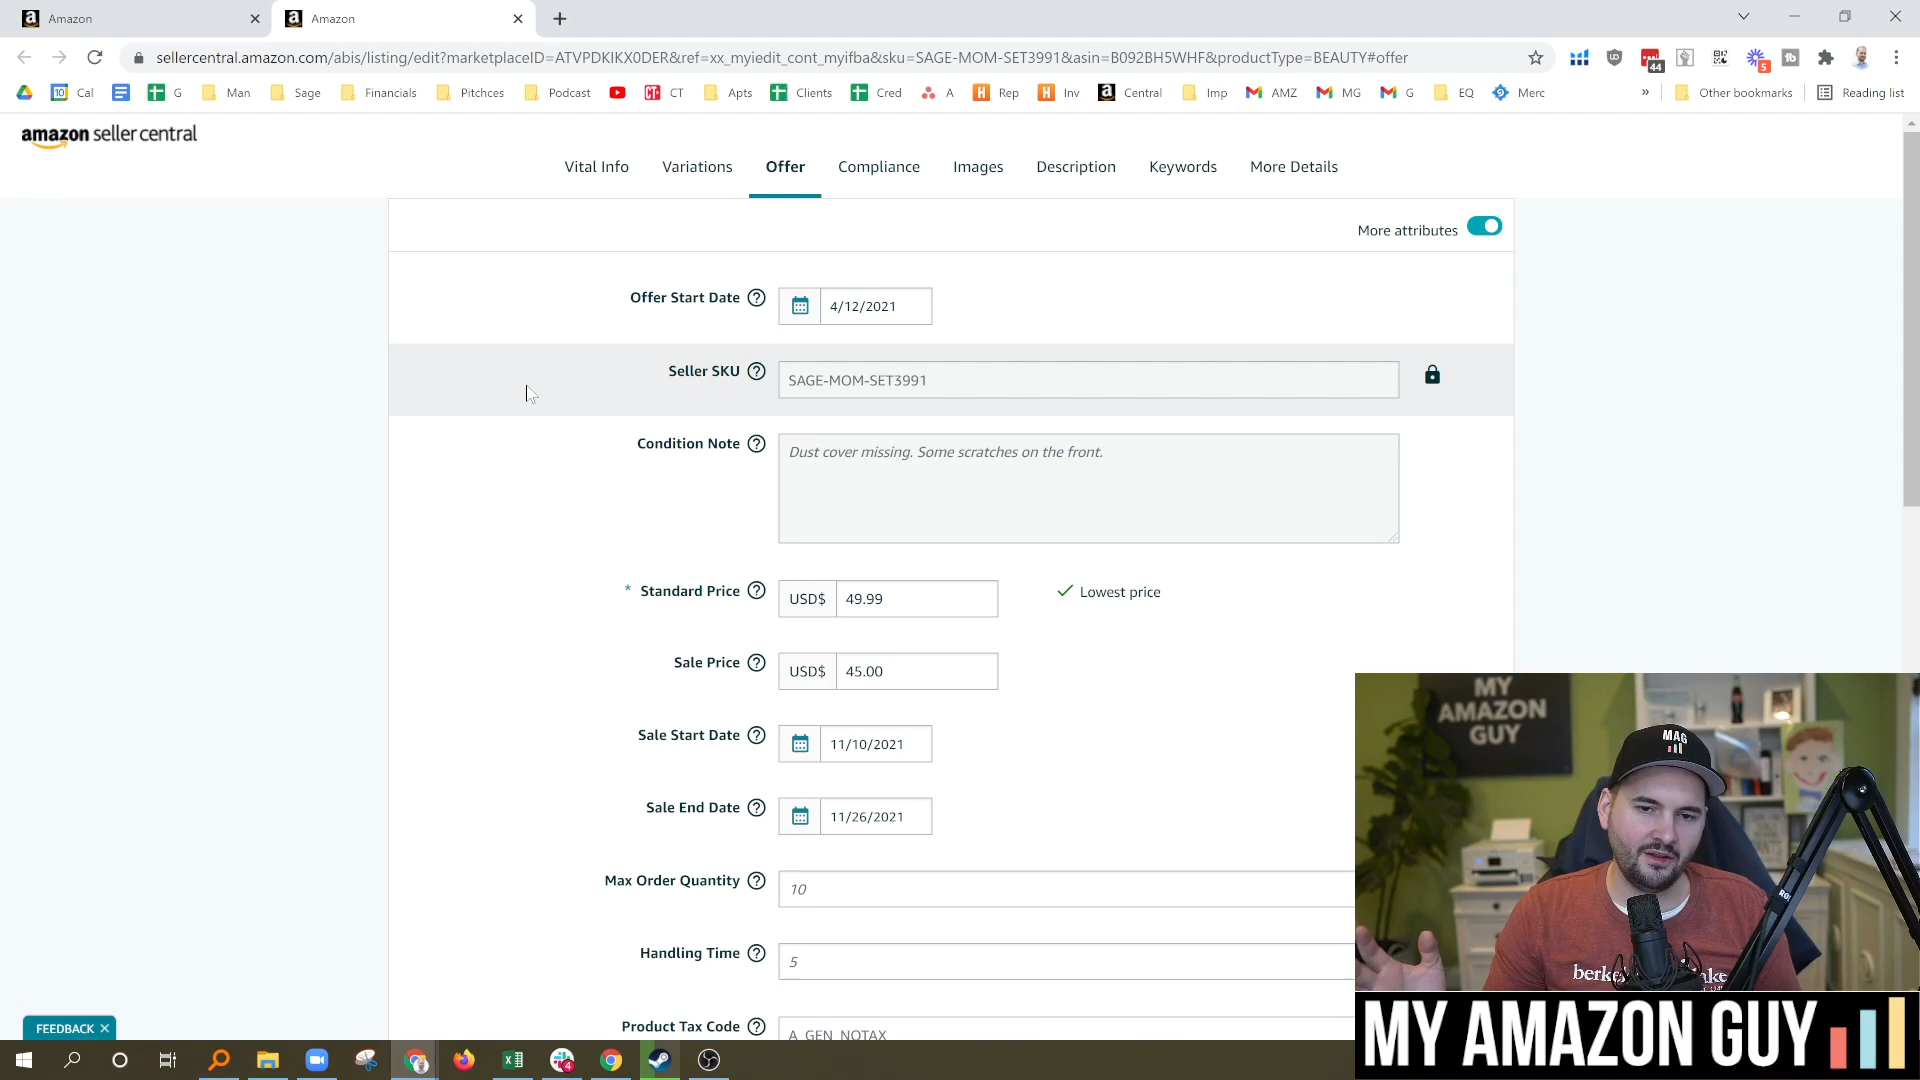 Amazon
Amazon
sellercentral.amazon.com/abis/listing/edit?marketplaceID=ATVPDKIKX0DER&ref=xx_myiedit_cont_myifba&sku=SAGE-MOM-SET3991&asin=B092BH5WHF&productType=BEAUTY#offer
44
5
tb
10 Cal
G
Man
Sage
Financials
Pitchces
Podcast
CT CT
Apts
Clients
Cred
A
H Rep
H Inv
Central
Imp
AMZ
MG
G
EQ
Merc
»
Other bookmarks
Reading list
amazon seller central
Vital Info
Variations
Offer
Compliance
Images
Description
Keywords
More Details
More attributes
Offer Start Date ? 4/12/2021
Seller SKU ? SAGE-MOM-SET3991
Condition Note ? Dust cover missing. Some scratches on the front.
* Standard Price ? USD$ 49.99 Lowest price
Sale Price ? USD$ 45.00
Sale Start Date ? 11/10/2021
Sale End Date ? 11/26/2021
Max Order Quantity ? 10
Handling Time ? 5
Product Tax Code ? A_GEN_NOTAX
FEEDBACK ×
4
MY
AMAZON
GUY
MAG
MY AMAZON GUY